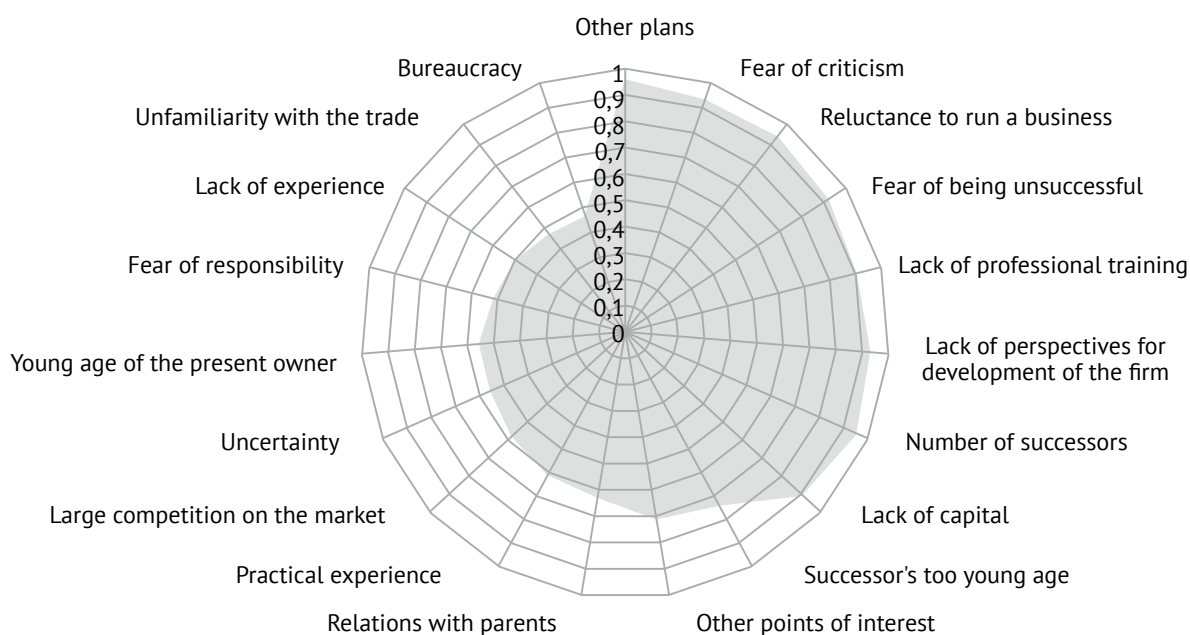 Other plans
Bureaucracy
Fear of criticism
Unfamiliarity with the trade
Reluctance to run a business
Lack of experience
Fear of being unsuccessful
Fear of responsibility
Lack of professional training
Young age of the present owner
Lack of perspectives for
development of the firm
Uncertainty
Number of successors
Large competition on the market
Lack of capital
Practical experience
Successor's too young age
Relations with parents
Other points of interest
1
0,9
0,8
0,7
0,6
0,5
0,4
0,3
0,2
0,1
0